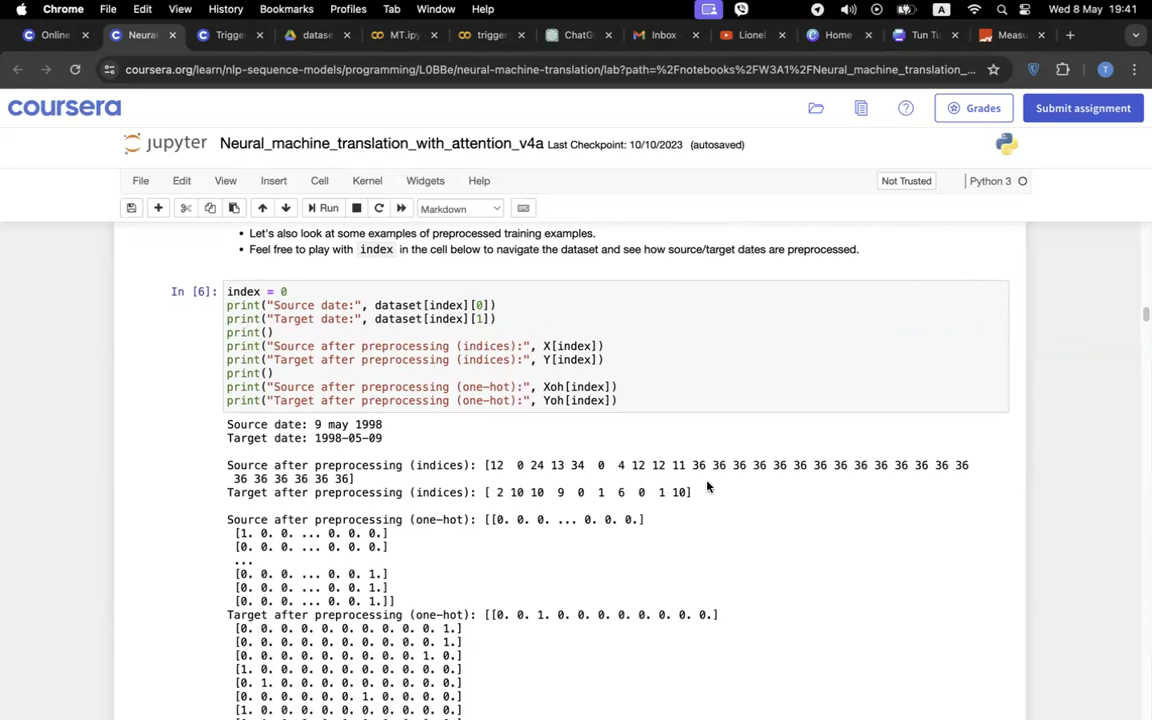 Chrome File Edit View History Bookmarks Profiles Tab Window Help A Wed 8 May 19:41
Online Neural Trigge datase MT.ipy trigger ChatG Inbox Lionel Home Tun Tu Measu
coursera.org/learn/nlp-sequence-models/programming/L0BBe/neural-machine-translation/lab?path=%2Fnotebooks%2FW3A1%2FNeural_machine_translation_... T
coursera Grades Submit assignment
jupyter Neural_machine_translation_with_attention_v4a Last Checkpoint: 10/10/2023 (autosaved)
File Edit View Insert Cell Kernel Widgets Help Not Trusted Python 3
Run Markdown
• Let's also look at some examples of preprocessed training examples.
• Feel free to play with index in the cell below to navigate the dataset and see how source/target dates are preprocessed.
In [6]: index = 0
print("Source date:", dataset[index][0])
print("Target date:", dataset[index][1])
print()
print("Source after preprocessing (indices):", X[index])
print("Target after preprocessing (indices):", Y[index])
print()
print("Source after preprocessing (one-hot):", Xoh[index])
print("Target after preprocessing (one-hot):", Yoh[index])
Source date: 9 may 1998
Target date: 1998-05-09
Source after preprocessing (indices): [12 0 24 13 34 0 4 12 12 11 36 36 36 36 36 36 36 36 36 36 36 36 36 36
36 36 36 36 36 36]
Target after preprocessing (indices): [ 2 10 10 9 0 1 6 0 1 10]
Source after preprocessing (one-hot): [[0. 0. 0. ... 0. 0. 0.]
[1. 0. 0. ... 0. 0. 0.]
[0. 0. 0. ... 0. 0. 0.]
...
[0. 0. 0. ... 0. 0. 1.]
[0. 0. 0. ... 0. 0. 1.]
[0. 0. 0. ... 0. 0. 1.]]
Target after preprocessing (one-hot): [[0. 0. 1. 0. 0. 0. 0. 0. 0. 0. 0.]
[0. 0. 0. 0. 0. 0. 0. 0. 0. 0. 1.]
[0. 0. 0. 0. 0. 0. 0. 0. 0. 0. 1.]
[0. 0. 0. 0. 0. 0. 0. 0. 0. 1. 0.]
[1. 0. 0. 0. 0. 0. 0. 0. 0. 0. 0.]
[0. 1. 0. 0. 0. 0. 0. 0. 0. 0. 0.]
[0. 0. 0. 0. 0. 0. 1. 0. 0. 0. 0.]
[1. 0. 0. 0. 0. 0. 0. 0. 0. 0. 0.]